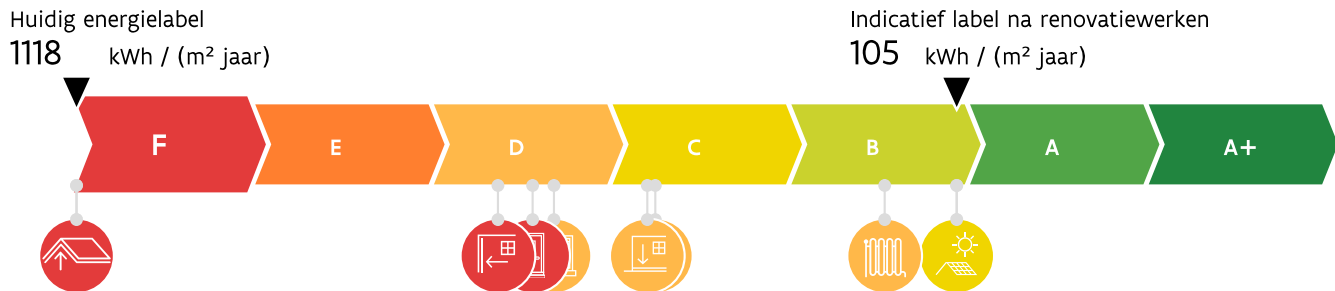 Huidig energielabel
1118 kWh / (m² jaar)
Indicatief label na renovatiewerken
105 kWh / (m² jaar)
F E D C B A A+